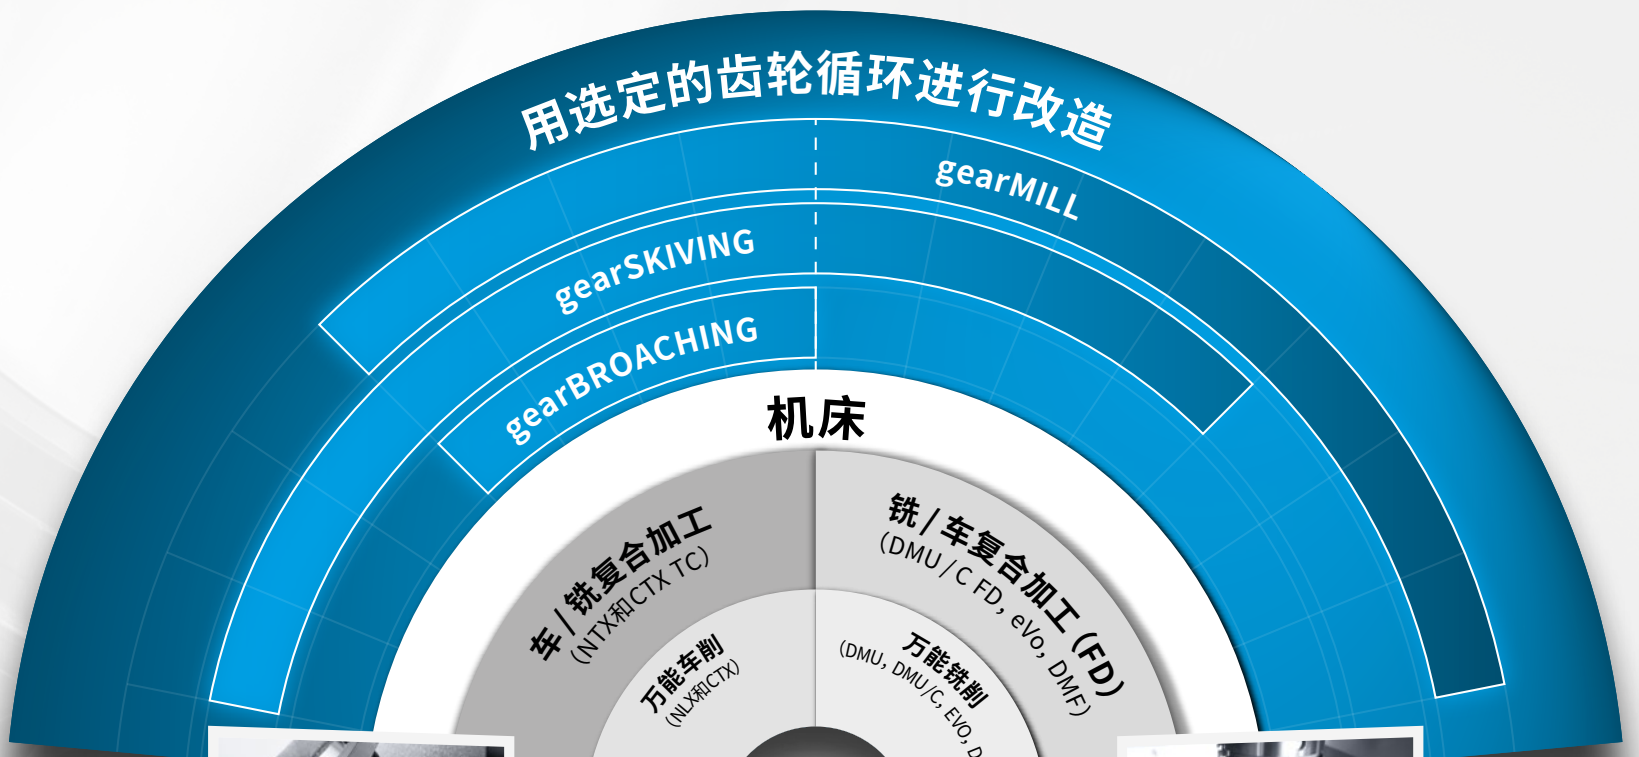 用选定的齿轮循环进行改造
gearMILL
gearSKIVING
gearBROACHING
机床
车/铣复合加工
(NTX和CTX TC)
铣/车复合加工 (FD)
(DMU/C FD, eVo, DMF)
万能车削
(NLX和CTX)
万能铣削
(DMU, DMU/C, EVO,